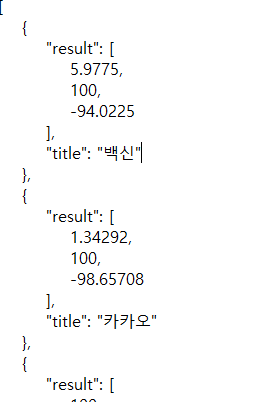 [
{
"result": [
5.9775,
100,
-94.0225
],
"title": "백신"
},
{
"result": [
1.34292,
100,
-98.65708
],
"title": "카카오"
},
{
"result": [